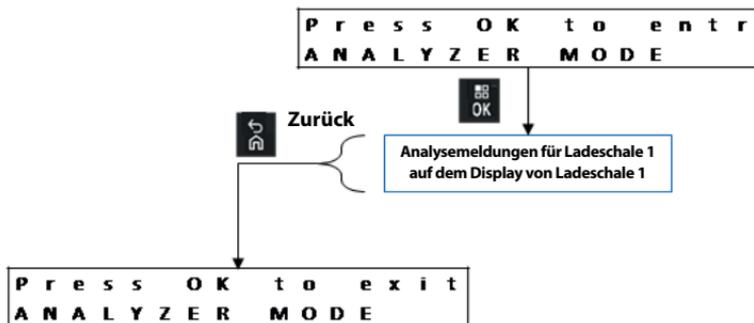 Press OK to entr
ANALYZER MODE
OK
Zurück
Analysemeldungen für Ladeschale 1
auf dem Display von Ladeschale 1
Press OK to exit
ANALYZER MODE